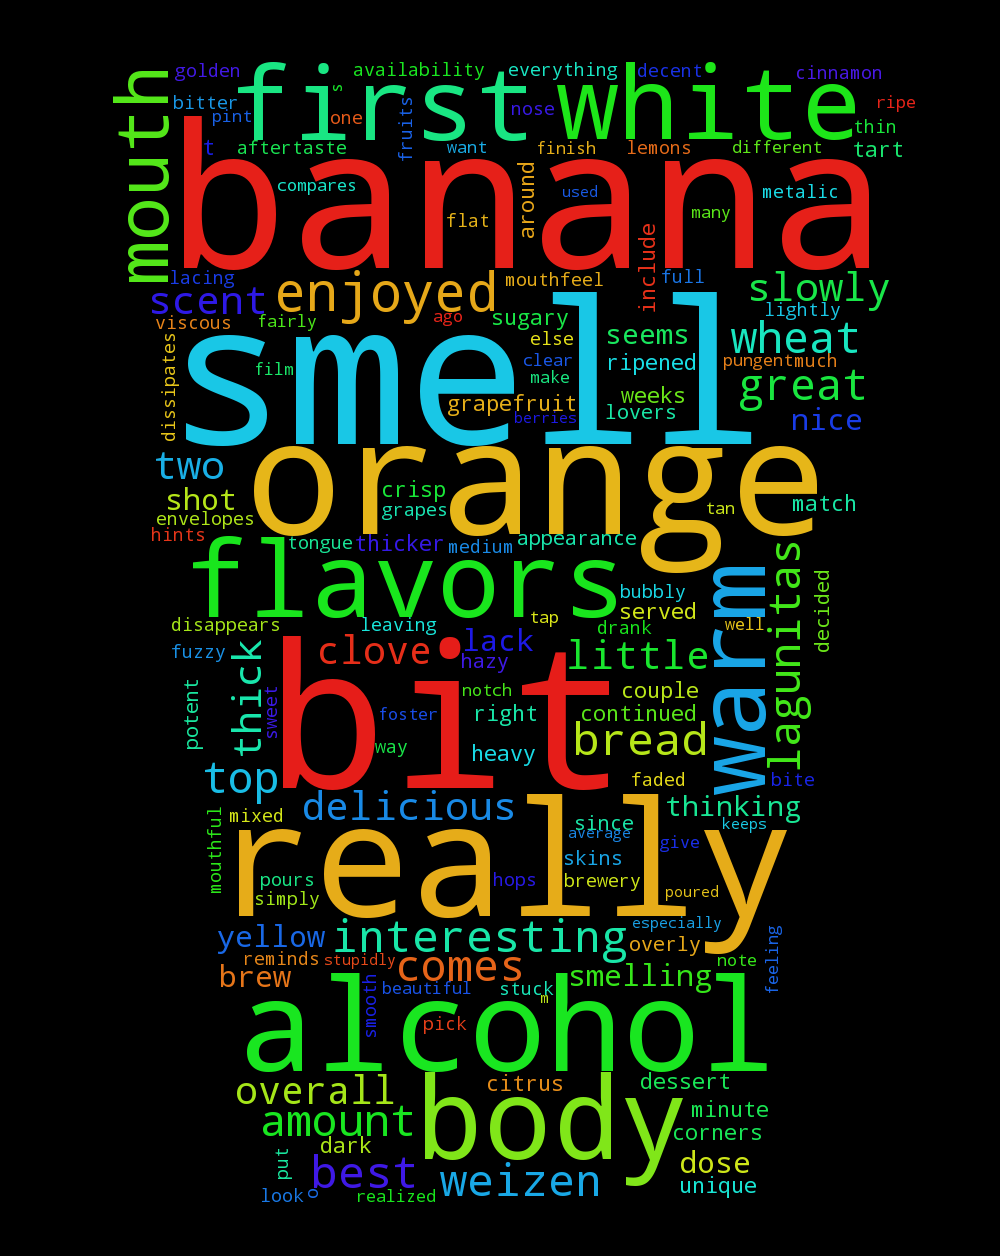 golden
availability
everything
decent
cinnamon
first
white
mouth
s
bitter
pint
one
fruits
nose
ripe
thin
t
aftertaste
want
finish
lemons
different
tart
banana
compares
around
used
metalic
flat
many
include
lacing
scent
enjoyed
mouthfeel
full
slowly
lightly
viscous
fairly
ago
sugary
else
seems
wheat
dissipates
smell
film
clear
make
ripened
pungent
much
great
grapefruit
weeks
berries
lovers
nice
two
orange
shot
crisp
grapes
tan
match
envelopes
hints
tongue
thicker
medium
appearance
flavors
warm
lagunitas
decided
bubbly
served
tap
disappears
leaving
drank
well
fuzzy
clove
lack
hazy
little
thick
bit
potent
sweet
notch
couple
foster
right
continued
way
heavy
bread
top
faded
bite
delicious
thinking
mixed
since
average
keeps
mouthful
really
give
skins
pours
hops
brewery
simply
poured
especially
yellow
interesting
overly
feeling
reminds
stupidly
comes
note
brew
smelling
smooth
beautiful
stuck
m
alcohol
pick
overall
citrus
dessert
body
amount
minute
corners
dark
put
best
weizen
dose
unique
look
o
realized